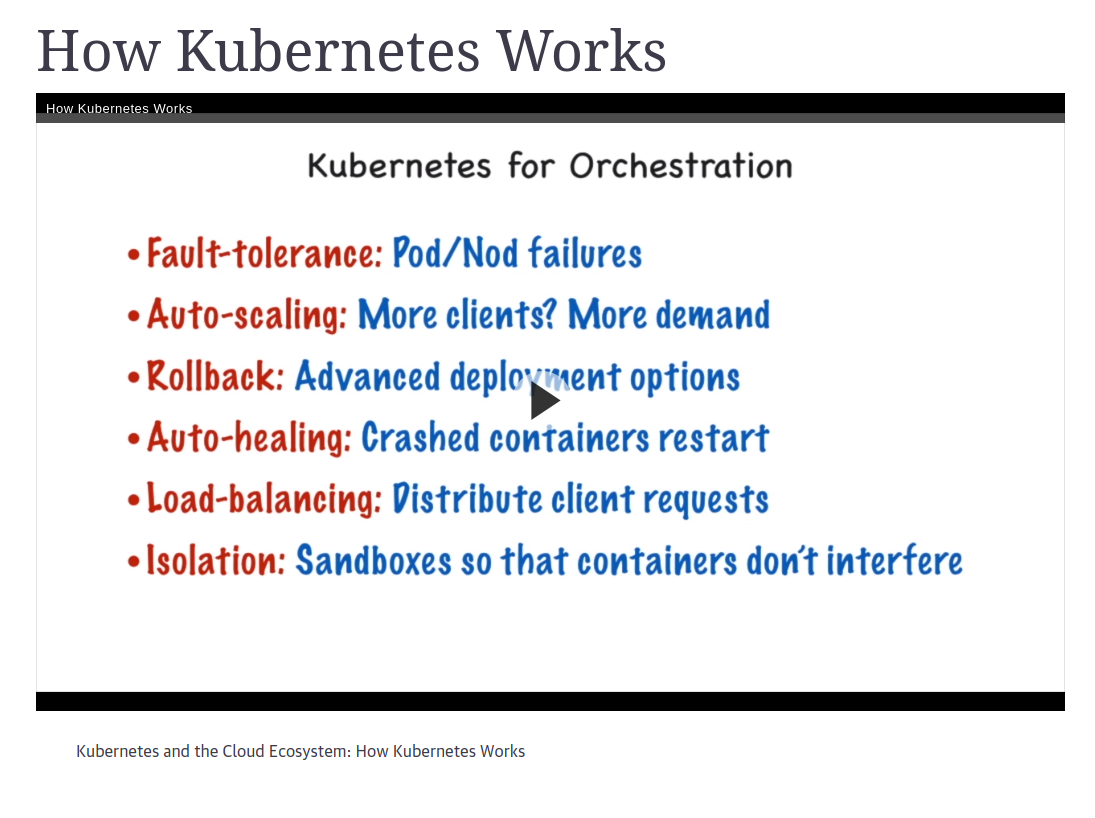 How Kubernetes Works
How Kubernetes Works
Kubernetes for Orchestration
• Fault-tolerance: Pod/Nod failures
• Auto-scaling: More clients? More demand
• Rollback: Advanced deployment options
• Auto-healing: Crashed containers restart
• Load-balancing: Distribute client requests
• Isolation: Sandboxes so that containers don't interfere
Kubernetes and the Cloud Ecosystem: How Kubernetes Works